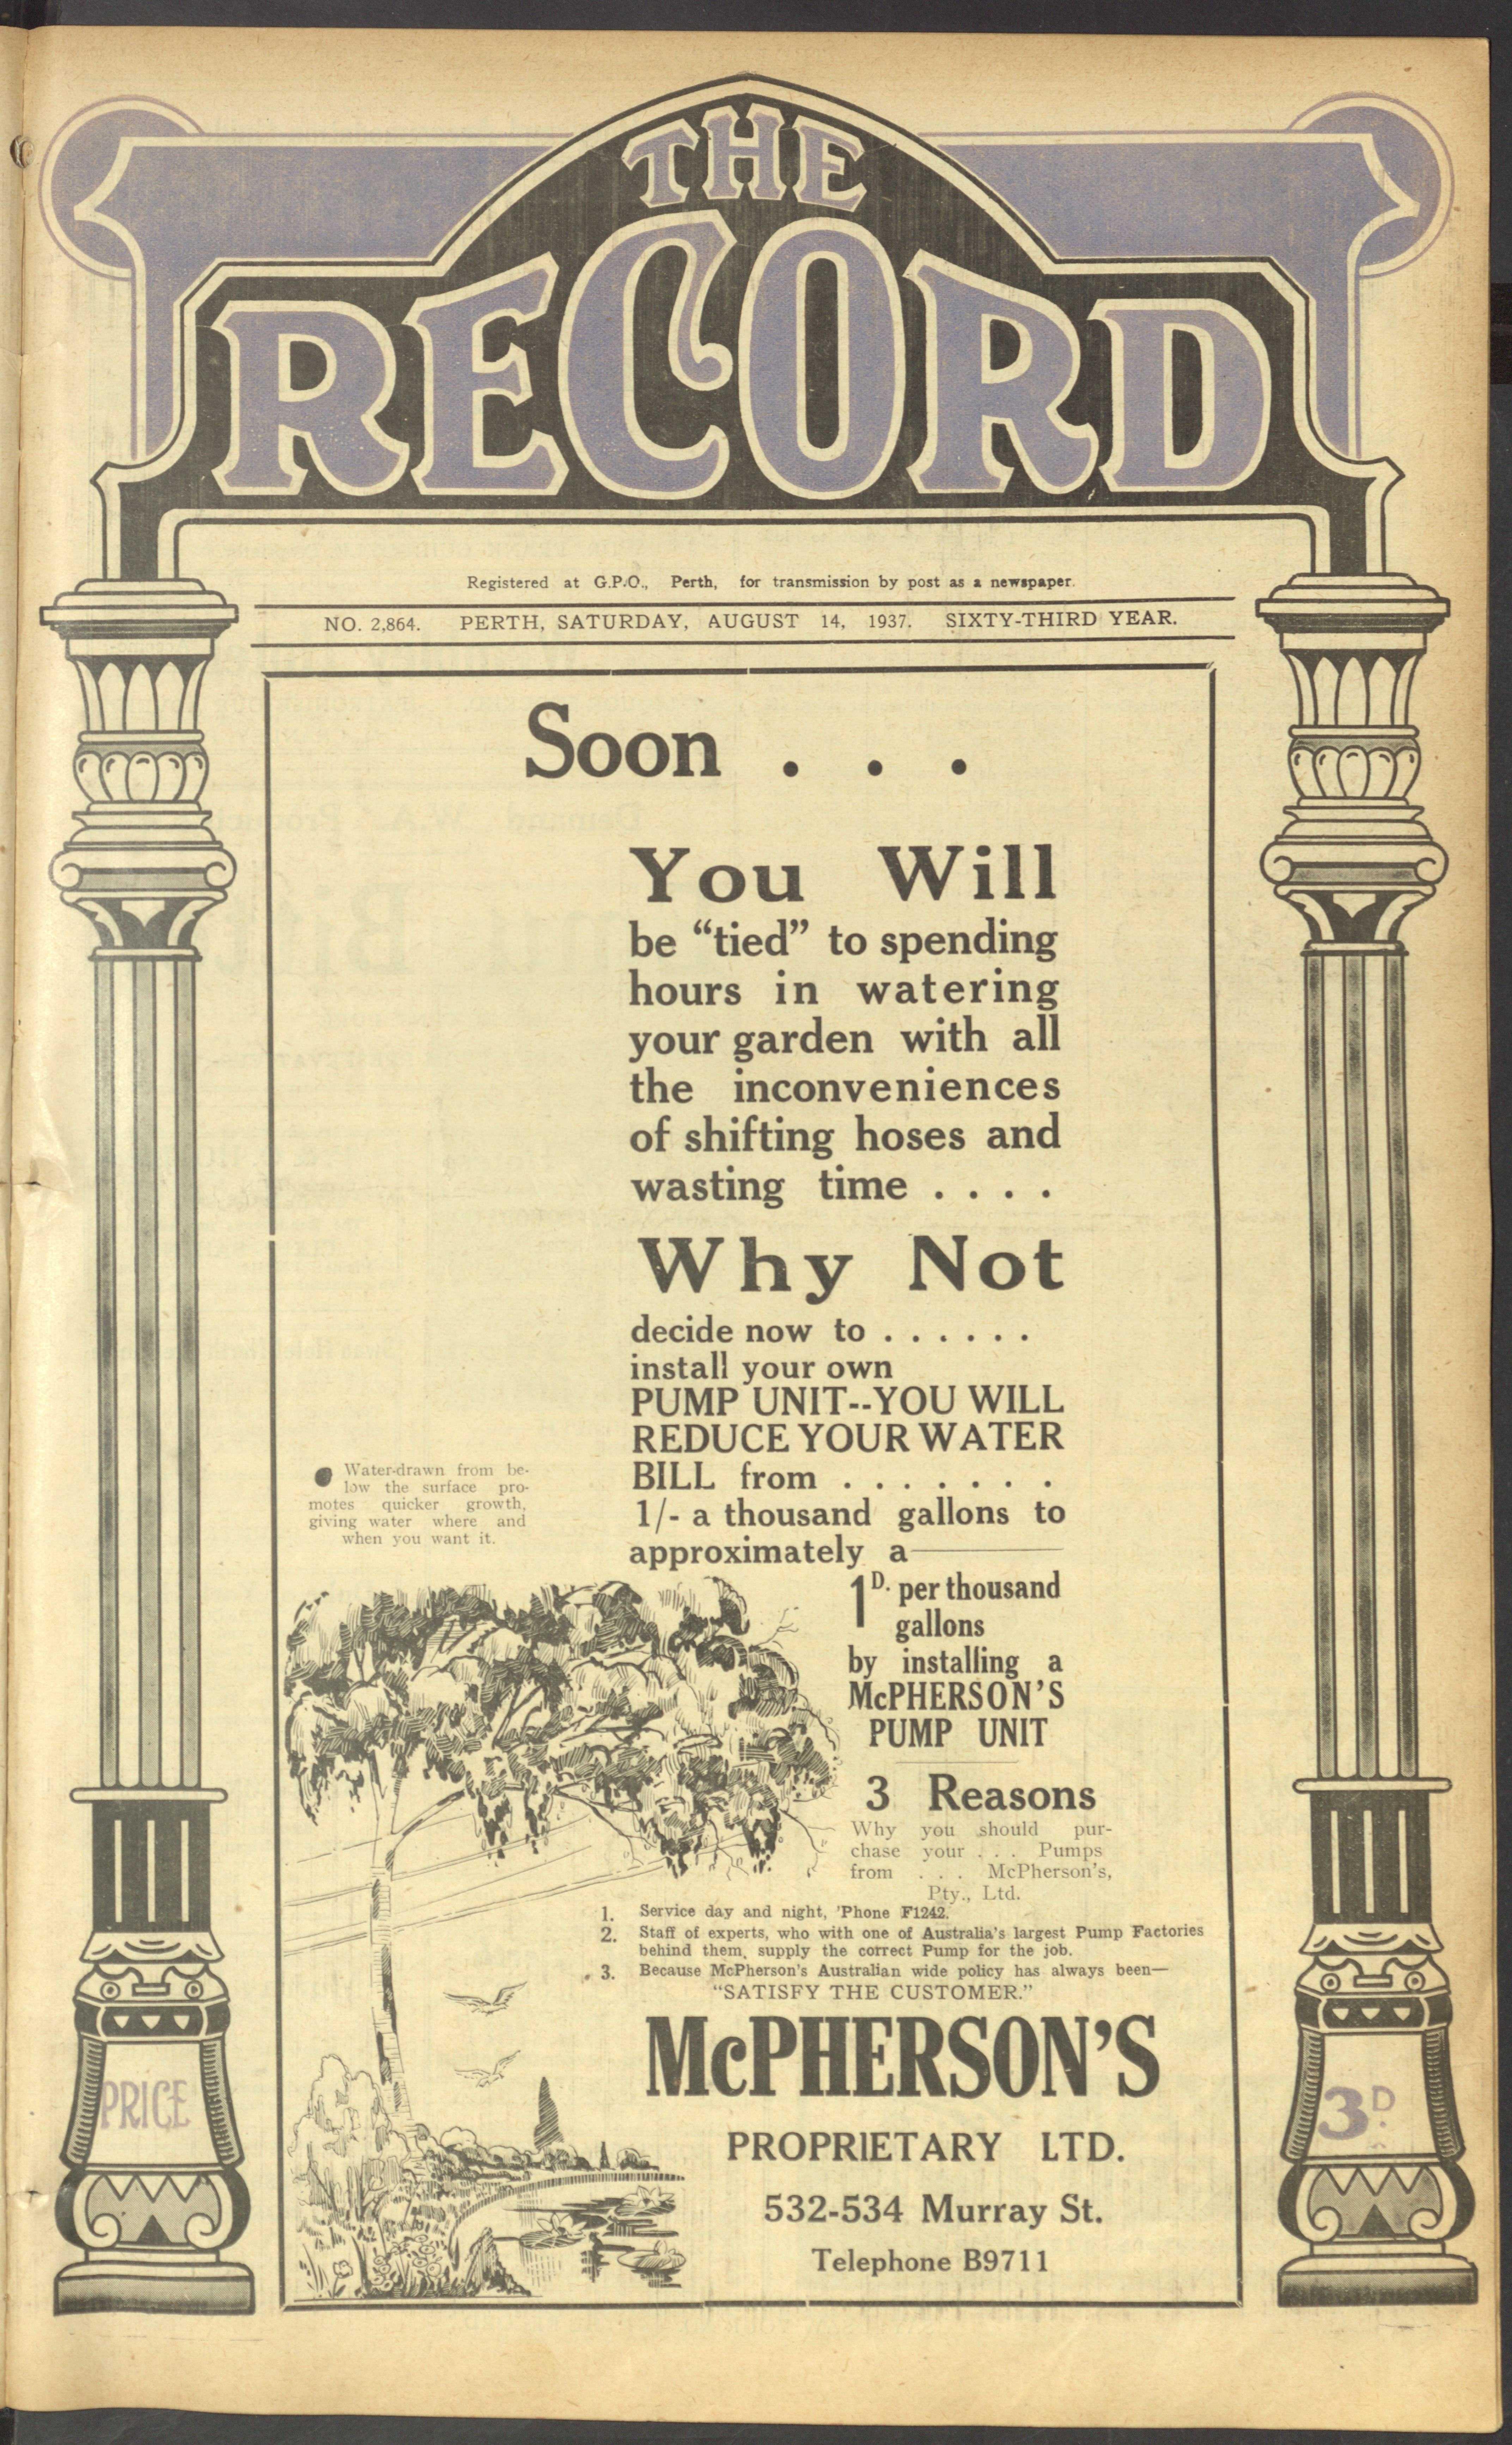 THE
RECORD
Registered at G.P.O., Perth, for transmission by post as a newspaper.
NO. 2,864. PERTH, SATURDAY, AUGUST 14, 1937. SIXTY-THIRD YEAR.
Soon . . .
You Will
be “tied” to spending
hours in watering
your garden with all
the inconveniences
of shifting hoses and
wasting time . . . .
Why Not
decide now to . . . . . .
install your own
PUMP UNIT--YOU WILL
REDUCE YOUR WATER
BILL from . . . . . . .
1/- a thousand gallons to
approximately a
1D. per thousand
gallons
by installing a
McPHERSON'S
PUMP UNIT
Water-drawn from be-
low the surface pro-
motes quicker growth,
giving water where and
when you want it.
3 Reasons
Why you should pur-
chase your . . . Pumps
from . . . McPherson's,
Pty., Ltd.
1. Service day and night, 'Phone F1242.
2. Staff of experts, who with one of Australia's largest Pump Factories
behind them, supply the correct Pump for the job.
3. Because McPherson's Australian wide policy has always been—
“SATISFY THE CUSTOMER.”
McPHERSON'S
PROPRIETARY LTD.
532-534 Murray St.
Telephone B9711
PRICE
3D.